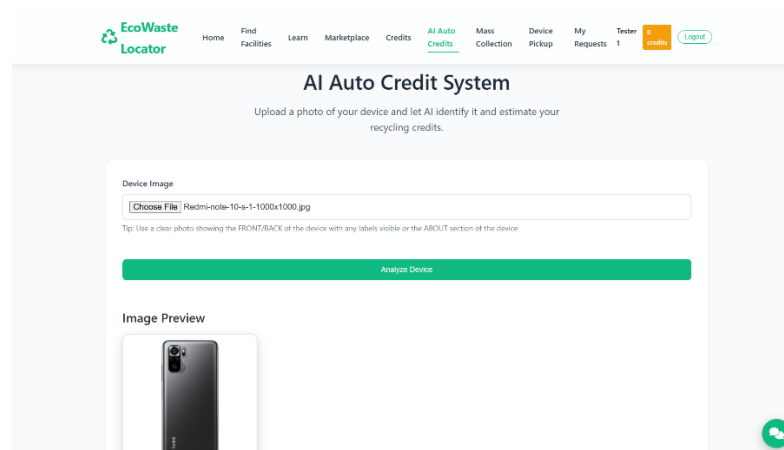 EcoWaste
Locator
Home
Find
Facilities
Learn
Marketplace
Credits
AI Auto
Credits
Mass
Collection
Device
Pickup
My
Requests
Tester
1
0
credits
Logout
AI Auto Credit System
Upload a photo of your device and let AI identify it and estimate your
recycling credits.
Device Image
Choose File Redmi-note-10-s-1-1000x1000.jpg
Tip: Use a clear photo showing the FRONT/BACK of the device with any labels visible or the ABOUT section of the device
Analyze Device
Image Preview
Redmi